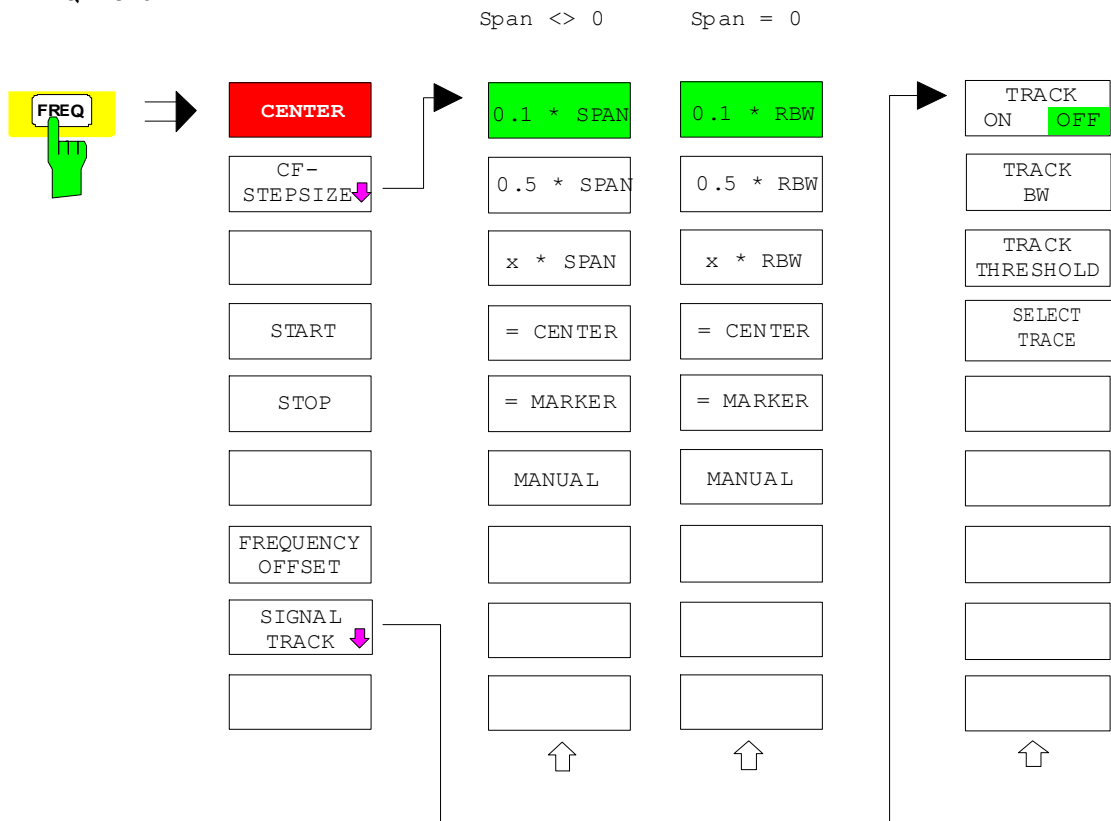 Span <> 0
Span = 0
FREQ
CENTER
CF-
STEPSIZE
START
STOP
FREQUENCY
OFFSET
SIGNAL
TRACK
0.1 * SPAN
0.5 * SPAN
x * SPAN
= CENTER
= MARKER
MANUAL
0.1 * RBW
0.5 * RBW
x * RBW
= CENTER
= MARKER
MANUAL
TRACK
ON OFF
TRACK
BW
TRACK
THRESHOLD
SELECT
TRACE